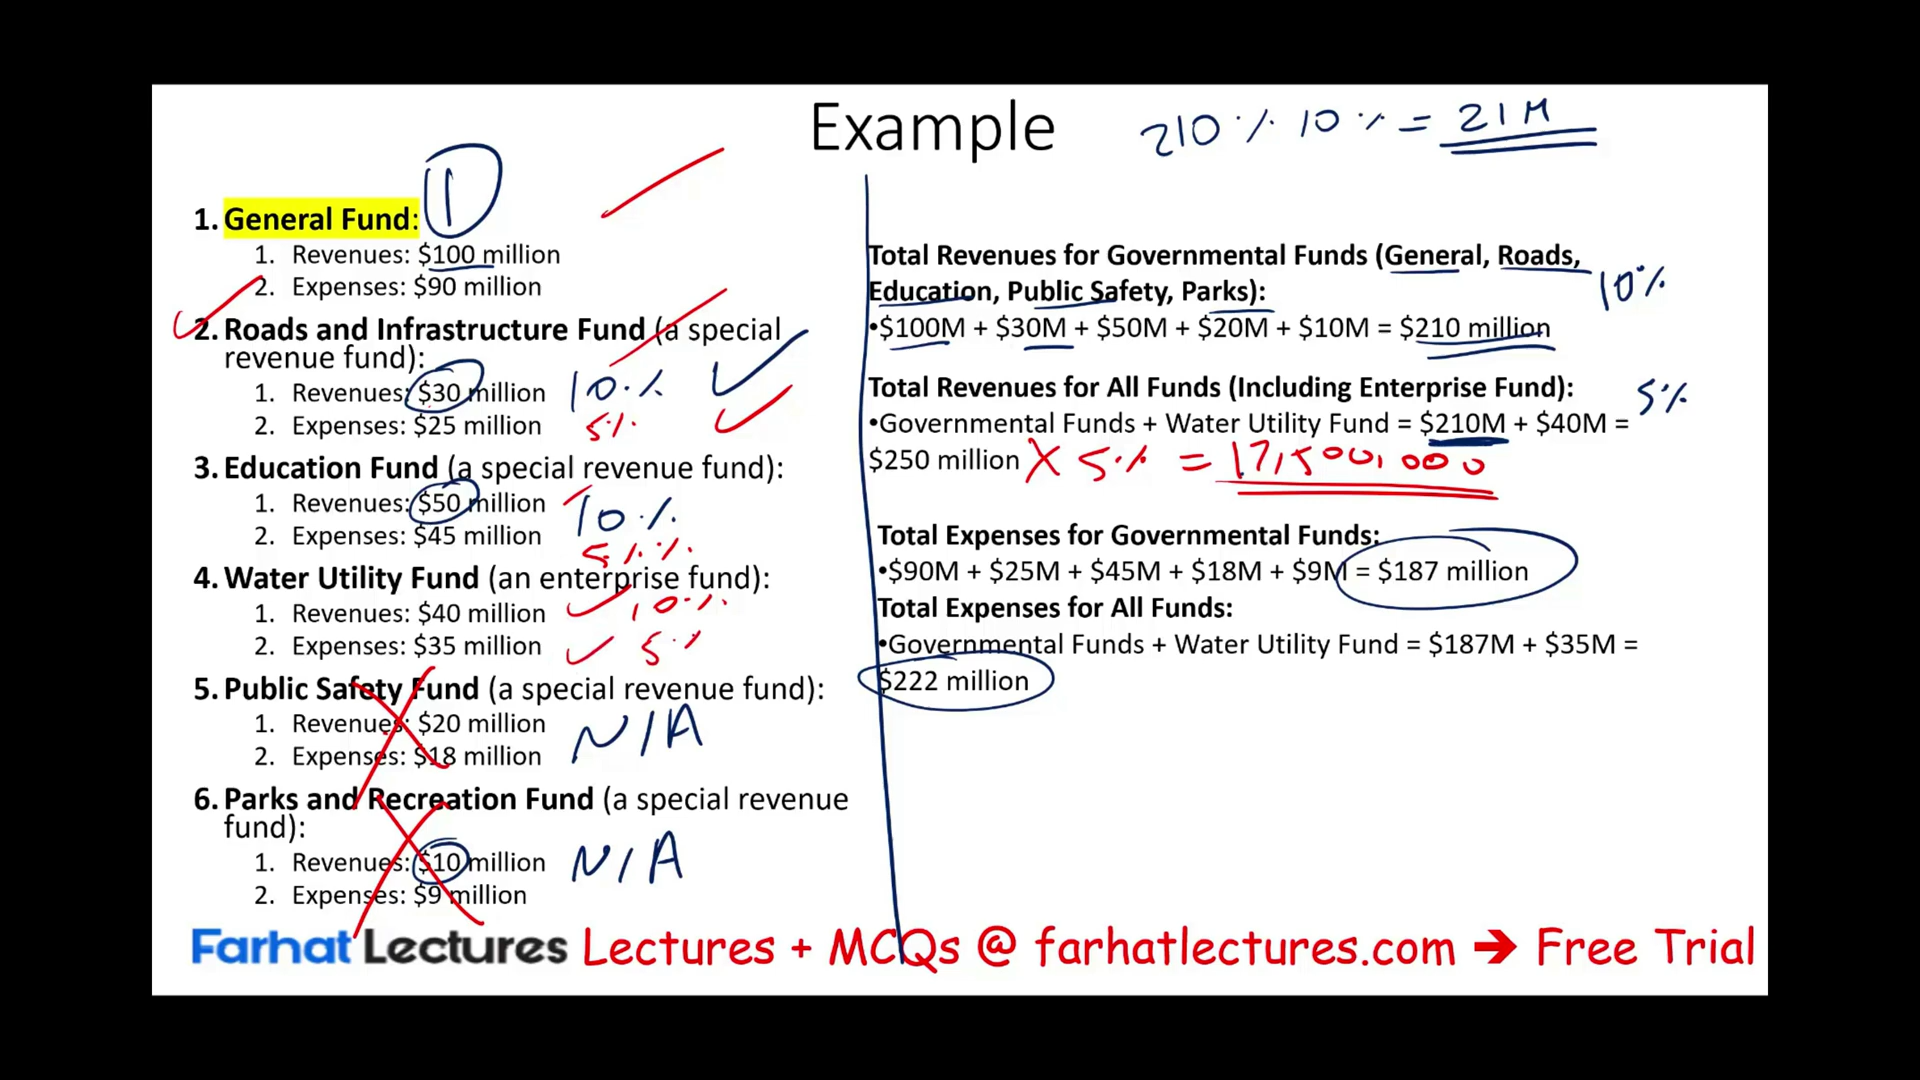 Example
210 % 10 % = 21 M
1. General Fund: 1
1. Revenues: $100 million
2. Expenses: $90 million
2. Roads and Infrastructure Fund (a special
revenue fund):
1. Revenues: $30 million 10%
2. Expenses: $25 million 5%
3. Education Fund (a special revenue fund):
1. Revenues: $50 million 10%
2. Expenses: $45 million 5%
4. Water Utility Fund (an enterprise fund):
1. Revenues: $40 million 10%
2. Expenses: $35 million 5%
5. Public Safety Fund (a special revenue fund):
1. Revenues: $20 million
2. Expenses: $18 million N/A
6. Parks and Recreation Fund (a special revenue
fund):
1. Revenues: $10 million N/A
2. Expenses: $9 million
Total Revenues for Governmental Funds (General, Roads,
Education, Public Safety, Parks): 10%
•$100M + $30M + $50M + $20M + $10M = $210 million
Total Revenues for All Funds (Including Enterprise Fund): 5%
•Governmental Funds + Water Utility Fund = $210M + $40M =
$250 million X 5% = 17,500,000
Total Expenses for Governmental Funds:
•$90M + $25M + $45M + $18M + $9M = $187 million
Total Expenses for All Funds:
•Governmental Funds + Water Utility Fund = $187M + $35M =
$222 million
Farhat Lectures Lectures + MCQs @ farhatlectures.com → Free Trial